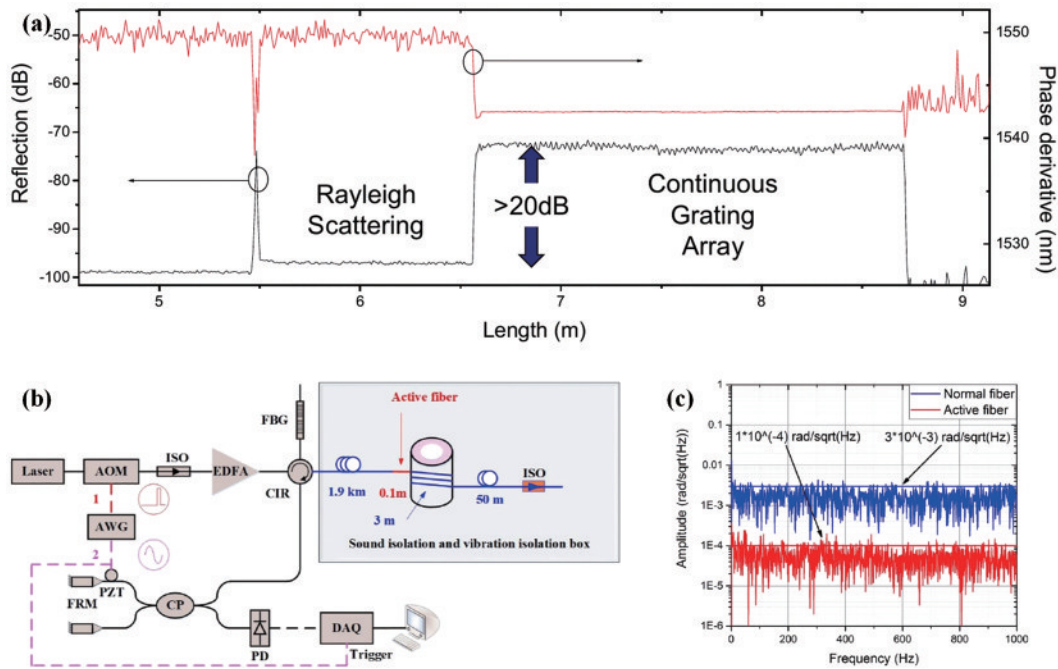 (a)
-50
-60
-70
-80
-90
-100
Reflection (dB)
1550
1540
1530
Phase derivative (nm)
Rayleigh
Scattering
>20dB
Continuous
Grating
Array
5
6
7
8
9
Length (m)
(b)
Active fiber
FBG
Laser
AOM
ISO
EDFA
CIR
1.9 km
0.1m
3 m
50 m
ISO
Sound isolation and vibration isolation box
1
AWG
2
PZT
FRM
CP
PD
DAQ
Trigger
(c)
Normal fiber
Active fiber
1*10^(-4) rad/sqrt(Hz)
3*10^(-3) rad/sqrt(Hz)
1
0.1
0.01
1E-3
1E-4
1E-5
1E-6
Amplitude (rad/sqrt(Hz))
0
200
400
600
800
1000
Frequency (Hz)